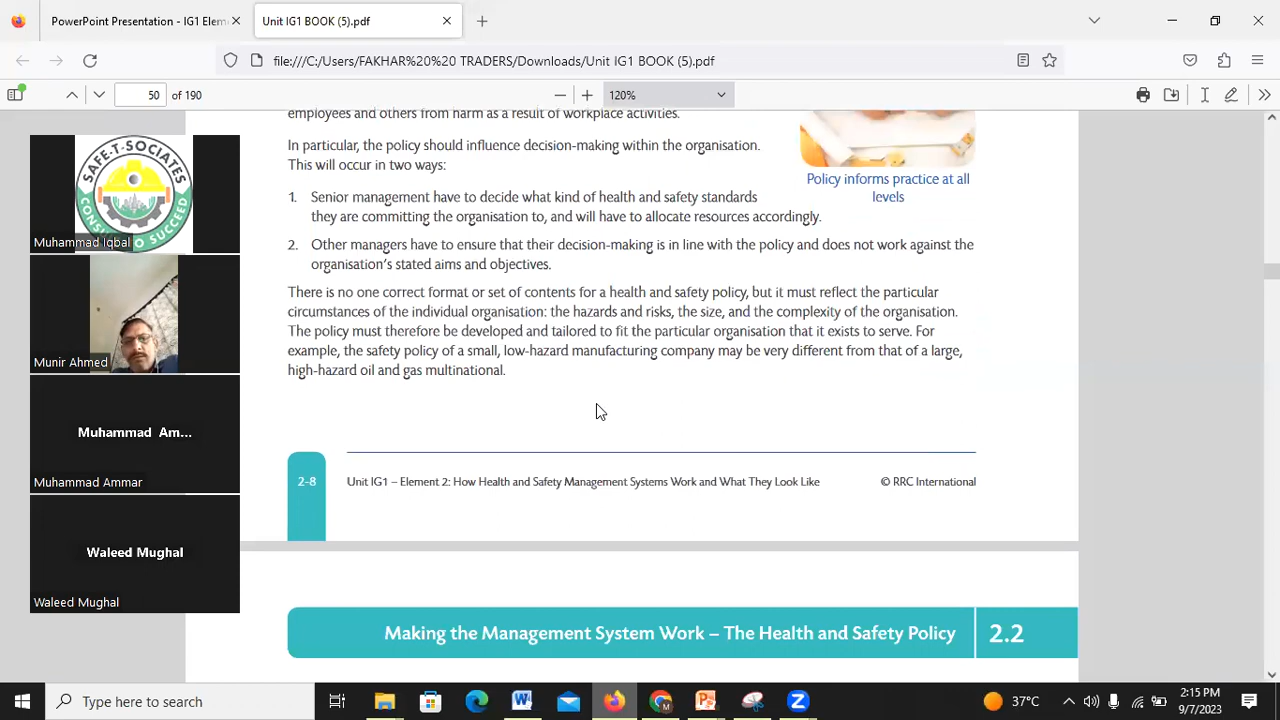 PowerPoint Presentation - IG1 Elem
Unit IG1 BOOK (5).pdf
file:///C:/Users/FAKHAR%20%20 TRADERS/Downloads/Unit IG1 BOOK (5).pdf
50 of 190
120%
employees and others from harm as a result of workplace activities.
In particular, the policy should influence decision-making within the organisation.
This will occur in two ways:
Policy informs practice at all
levels
1. Senior management have to decide what kind of health and safety standards
they are committing the organisation to, and will have to allocate resources accordingly.
2. Other managers have to ensure that their decision-making is in line with the policy and does not work against the
organisation's stated aims and objectives.
There is no one correct format or set of contents for a health and safety policy, but it must reflect the particular
circumstances of the individual organisation: the hazards and risks, the size, and the complexity of the organisation.
The policy must therefore be developed and tailored to fit the particular organisation that it exists to serve. For
example, the safety policy of a small, low-hazard manufacturing company may be very different from that of a large,
high-hazard oil and gas multinational.
2-8
Unit IG1 – Element 2: How Health and Safety Management Systems Work and What They Look Like
© RRC International
Making the Management System Work – The Health and Safety Policy
2.2
SAFE-T-SOCIATES
SUCCEED
Muhammad Iqbal
Munir Ahmed
Muhammad Am...
Muhammad Ammar
Waleed Mughal
Waleed Mughal
Type here to search
37°C
2:15 PM
9/7/2023